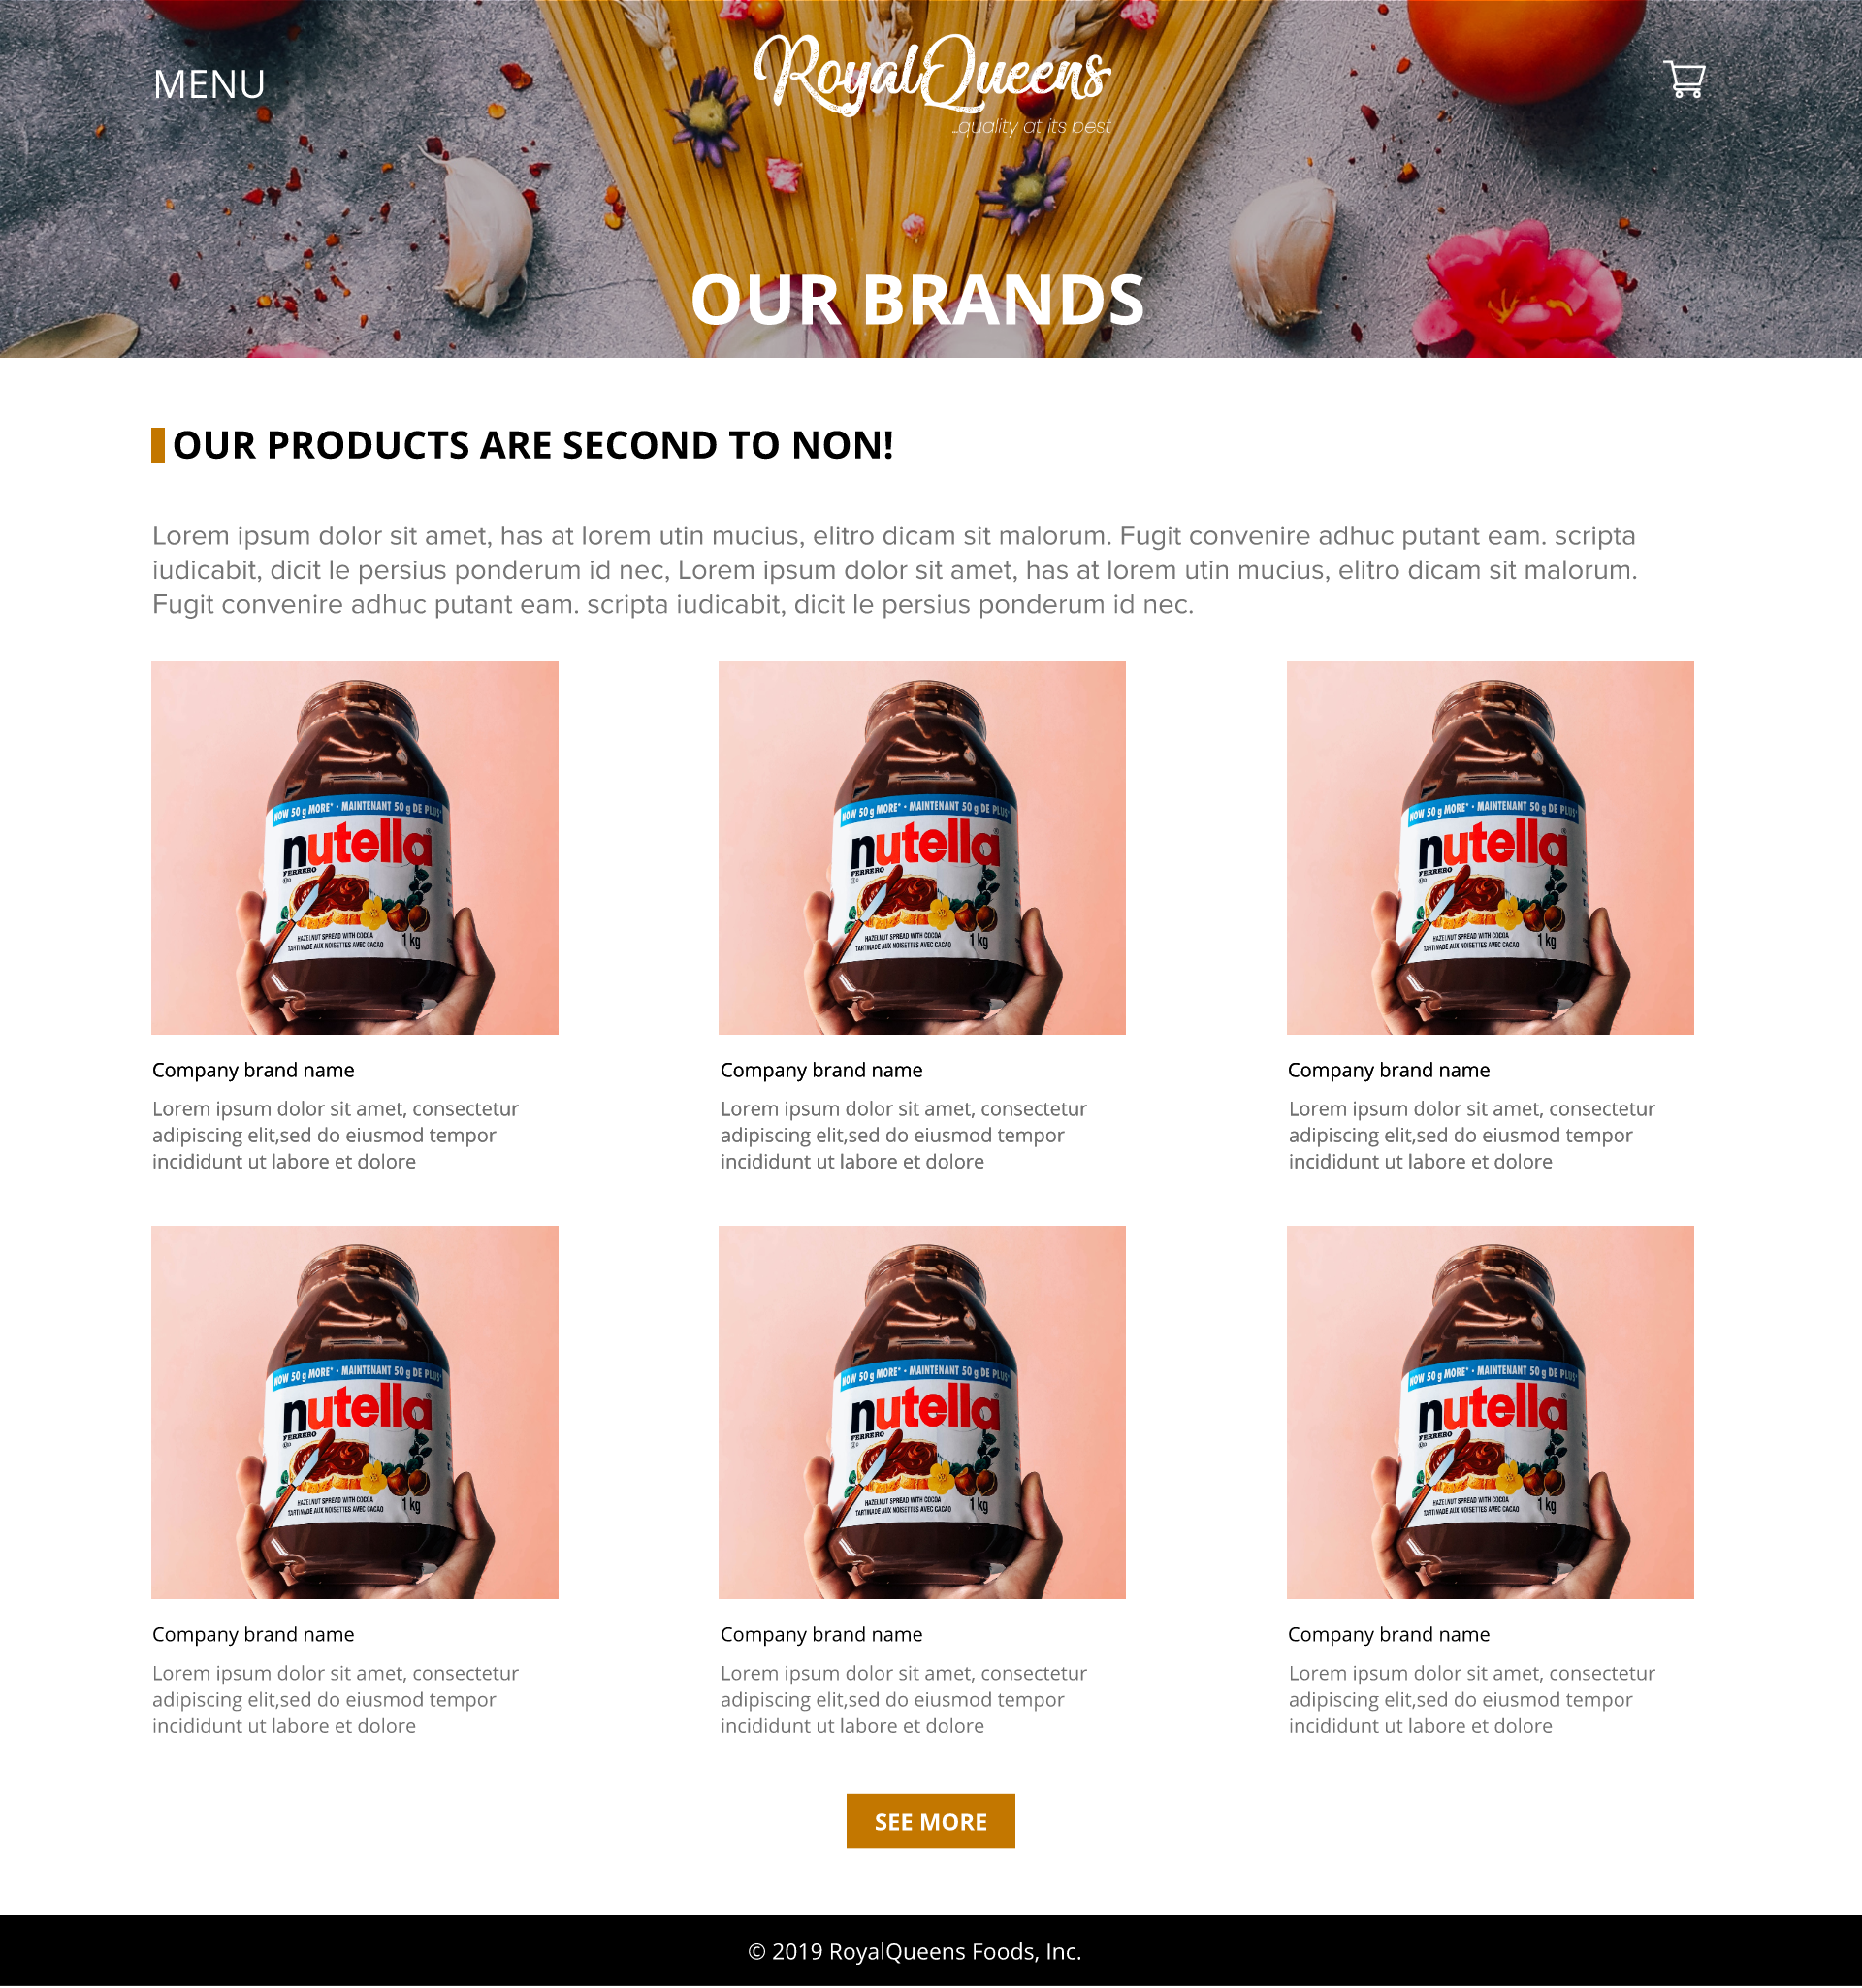 MENU
RoyalQueens
...quality at its best
OUR BRANDS
OUR PRODUCTS ARE SECOND TO NON!
Lorem ipsum dolor sit amet, has at lorem utin mucius, elitro dicam sit malorum. Fugit convenire adhuc putant eam. scripta
iudicabit, dicit le persius ponderum id nec, Lorem ipsum dolor sit amet, has at lorem utin mucius, elitro dicam sit malorum.
Fugit convenire adhuc putant eam. scripta iudicabit, dicit le persius ponderum id nec.
NOW 50 g MORE* · MAINTENANT 50 g DE PLUS*
nutella®
FERRERO
HAZELNUT SPREAD WITH COCOA
TARTINADE AUX NOISETTES AVEC CACAO
1 kg
Company brand name
Lorem ipsum dolor sit amet, consectetur
adipiscing elit,sed do eiusmod tempor
incididunt ut labore et dolore
NOW 50 g MORE* · MAINTENANT 50 g DE PLUS*
nutella®
FERRERO
HAZELNUT SPREAD WITH COCOA
TARTINADE AUX NOISETTES AVEC CACAO
1 kg
Company brand name
Lorem ipsum dolor sit amet, consectetur
adipiscing elit,sed do eiusmod tempor
incididunt ut labore et dolore
NOW 50 g MORE* · MAINTENANT 50 g DE PLUS*
nutella®
FERRERO
HAZELNUT SPREAD WITH COCOA
TARTINADE AUX NOISETTES AVEC CACAO
1 kg
Company brand name
Lorem ipsum dolor sit amet, consectetur
adipiscing elit,sed do eiusmod tempor
incididunt ut labore et dolore
NOW 50 g MORE* · MAINTENANT 50 g DE PLUS*
nutella®
FERRERO
HAZELNUT SPREAD WITH COCOA
TARTINADE AUX NOISETTES AVEC CACAO
1 kg
Company brand name
Lorem ipsum dolor sit amet, consectetur
adipiscing elit,sed do eiusmod tempor
incididunt ut labore et dolore
NOW 50 g MORE* · MAINTENANT 50 g DE PLUS*
nutella®
FERRERO
HAZELNUT SPREAD WITH COCOA
TARTINADE AUX NOISETTES AVEC CACAO
1 kg
Company brand name
Lorem ipsum dolor sit amet, consectetur
adipiscing elit,sed do eiusmod tempor
incididunt ut labore et dolore
NOW 50 g MORE* · MAINTENANT 50 g DE PLUS*
nutella®
FERRERO
HAZELNUT SPREAD WITH COCOA
TARTINADE AUX NOISETTES AVEC CACAO
1 kg
Company brand name
Lorem ipsum dolor sit amet, consectetur
adipiscing elit,sed do eiusmod tempor
incididunt ut labore et dolore
SEE MORE
© 2019 RoyalQueens Foods, Inc.